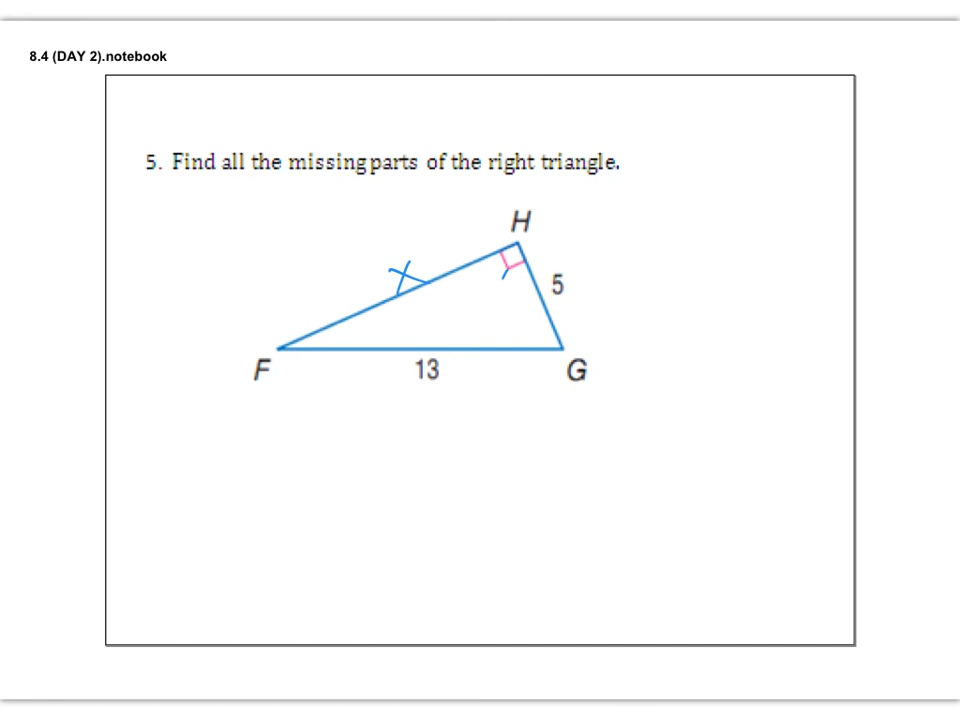 8.4 (DAY 2).notebook
5. Find all the missing parts of the right triangle.
H
x
5
F
13
G